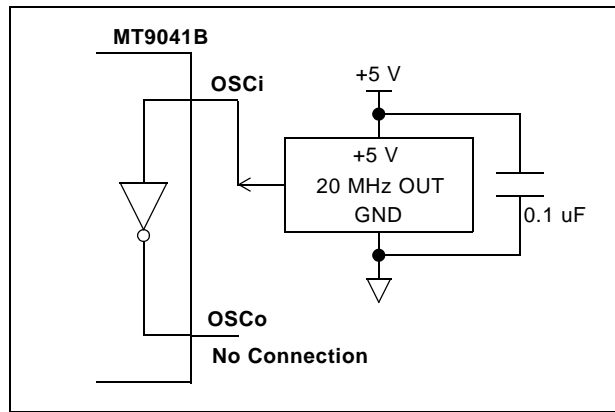 MT9041B
OSCi
+5 V
+5 V
20 MHz OUT
GND
0.1 uF
OSCo
No Connection